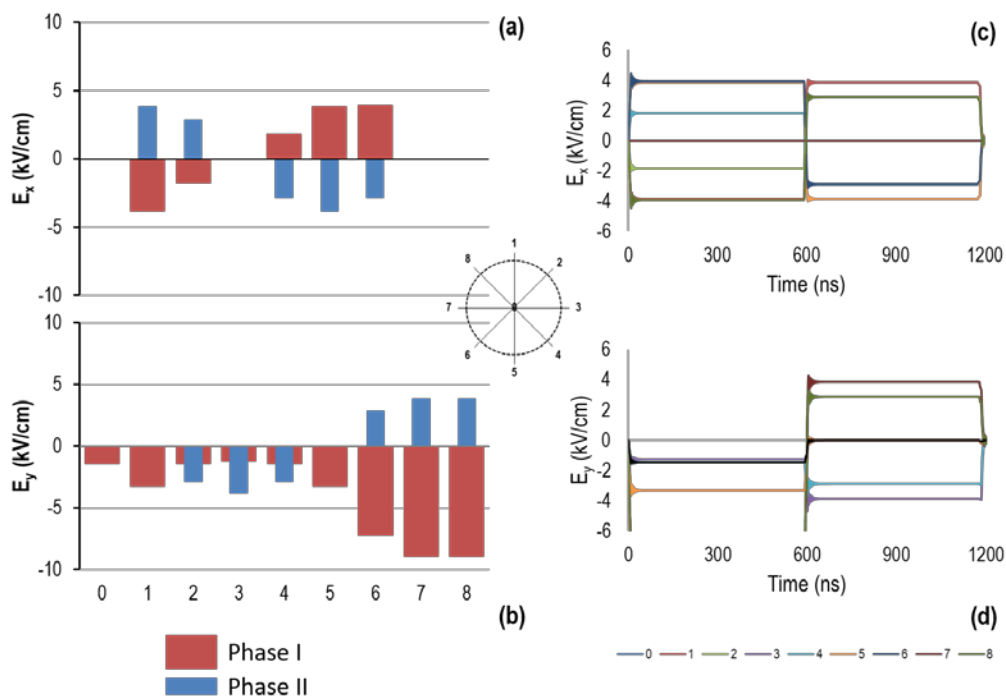 (a)
10
5
0
-5
-10
E_x (kV/cm)
10
5
0
-5
-10
E_y (kV/cm)
0 1 2 3 4 5 6 7 8
(b)
Phase I
Phase II
1
8 2
7 0 3
6 4
5
(c)
6
4
2
0
-2
-4
-6
E_x (kV/cm)
0 300 600 900 1200
Time (ns)
6
4
2
0
-2
-4
-6
E_y (kV/cm)
0 300 600 900 1200
Time (ns)
(d)
0 1 2 3 4 5 6 7 8